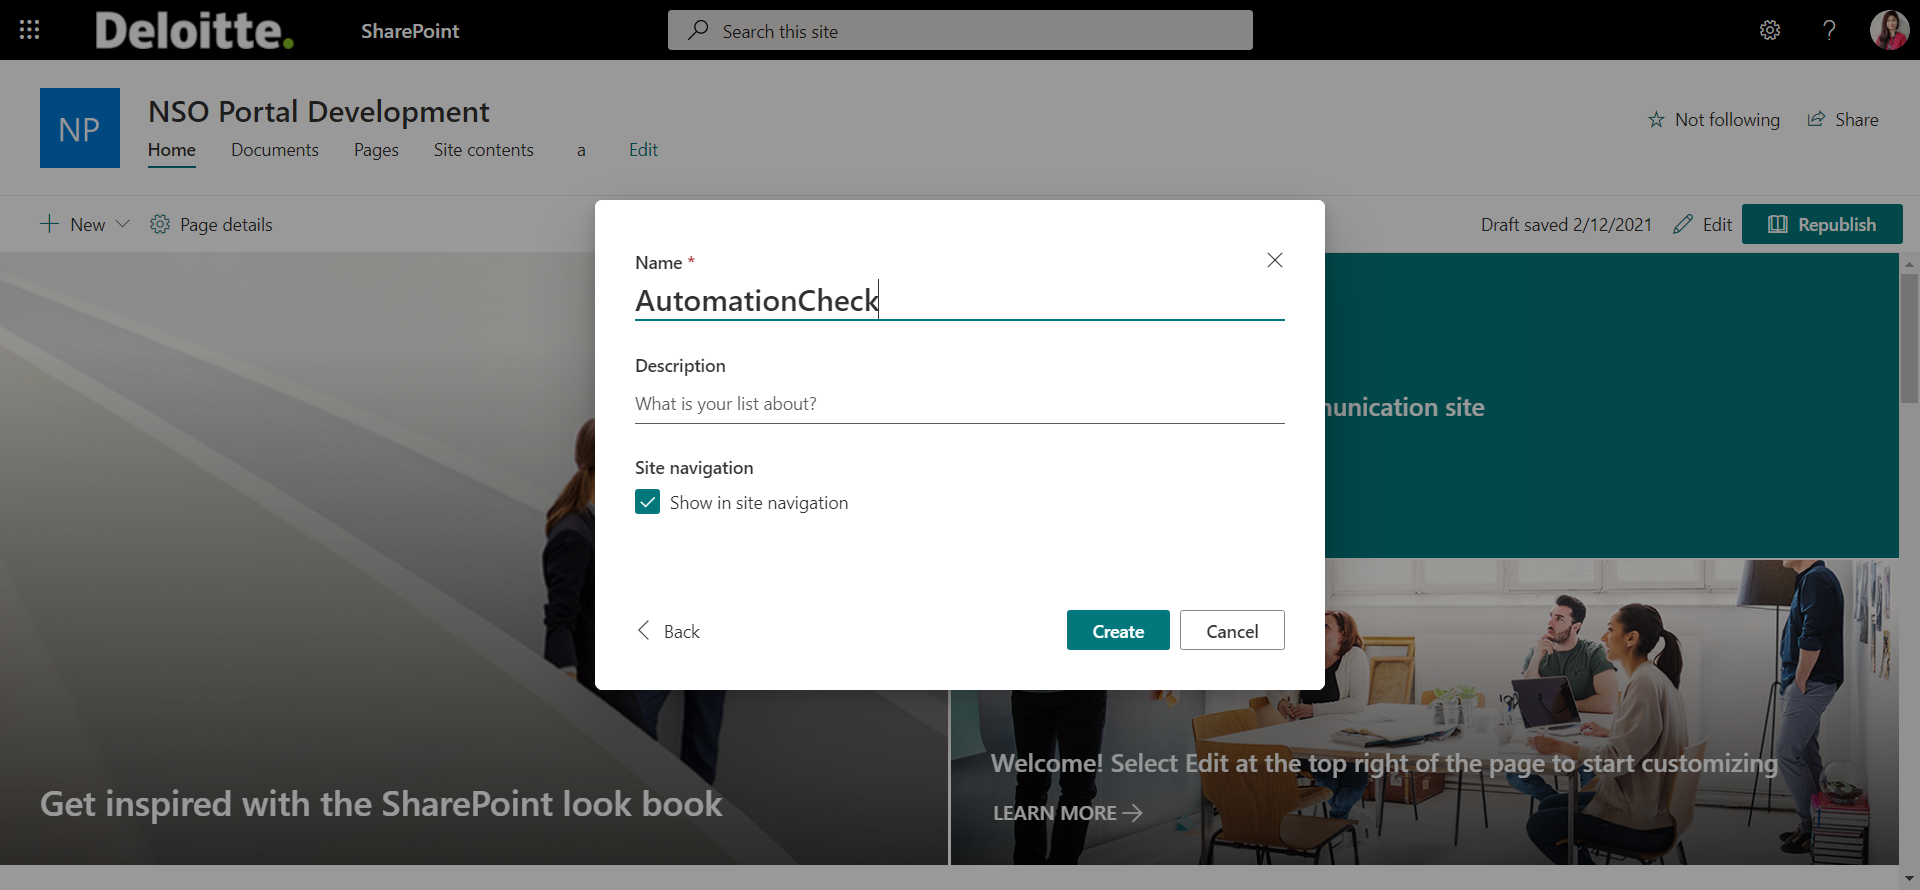 Deloitte.
SharePoint
Search this site
NP
NSO Portal Development
Home Documents Pages Site contents a Edit
Not following Share
New Page details
Draft saved 2/12/2021 Edit Republish
Name *
AutomationCheck
Description
What is your list about?
Site navigation
Show in site navigation
Back Create Cancel
site
Get inspired with the SharePoint look book
Welcome! Select Edit at the top right of the page to start customizing
LEARN MORE